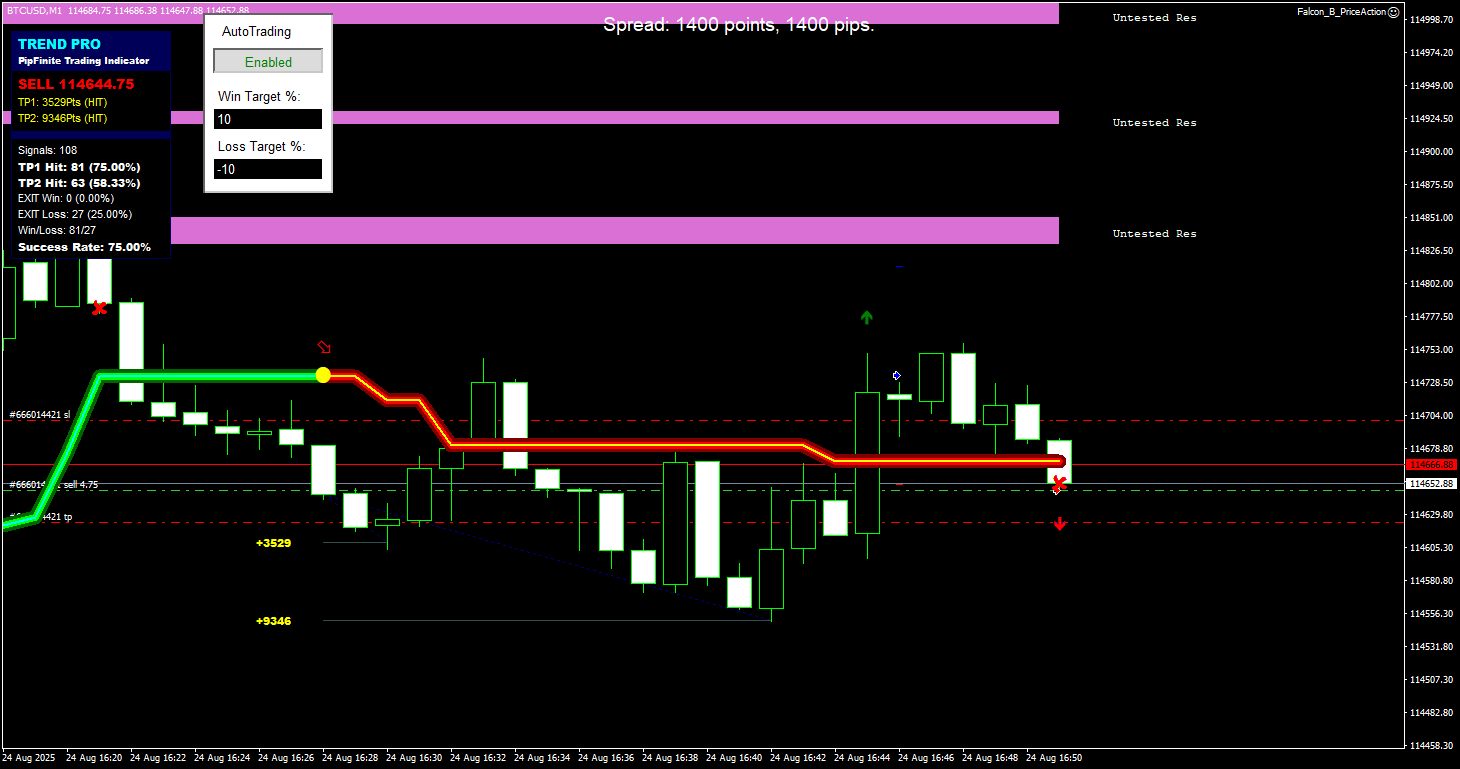 BTCUSD,M1 114684.75 114686.38 114647.88 114652.88
Spread: 1400 points, 1400 pips.
Falcon_B_PriceAction
TREND PRO
PipFinite Trading Indicator
SELL 114644.75
TP1: 3529Pts (HIT)
TP2: 9346Pts (HIT)
Signals: 108
TP1 Hit: 81 (75.00%)
TP2 Hit: 63 (58.33%)
EXIT Win: 0 (0.00%)
EXIT Loss: 27 (25.00%)
Win/Loss: 81/27
Success Rate: 75.00%
AutoTrading
Enabled
Win Target %:
10
Loss Target %:
-10
Untested Res
Untested Res
Untested Res
#666014421 sl
sell 4.75
421 tp
+3529
+9346
114998.70
114974.20
114949.00
114924.50
114900.00
114875.50
114851.00
114826.50
114802.00
114777.50
114753.00
114728.50
114704.00
114678.80
114666.88
114652.88
114629.80
114605.30
114580.80
114556.30
114531.80
114507.30
114482.80
114458.30
24 Aug 2025
24 Aug 16:20
24 Aug 16:22
24 Aug 16:24
24 Aug 16:26
24 Aug 16:28
24 Aug 16:30
24 Aug 16:32
24 Aug 16:34
24 Aug 16:36
24 Aug 16:38
24 Aug 16:40
24 Aug 16:42
24 Aug 16:44
24 Aug 16:46
24 Aug 16:48
24 Aug 16:50